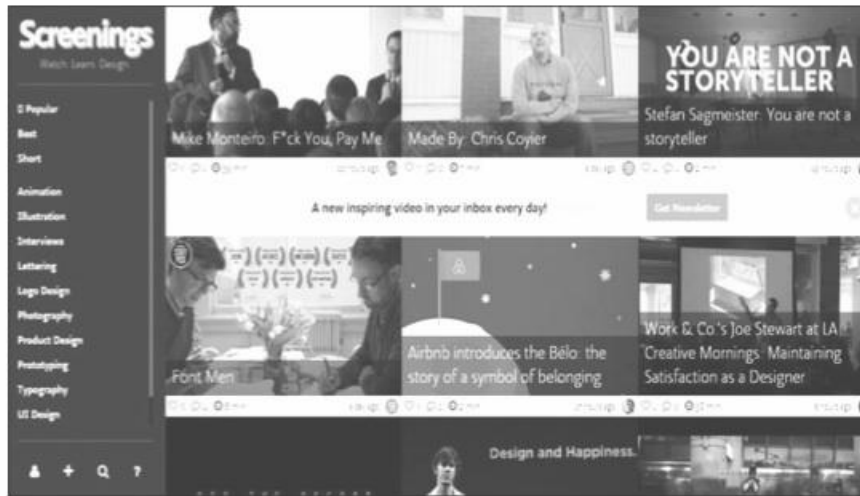 Screenings
Watch. Learn. Design.
Popular
Best
Short
Animation
Illustration
Interviews
Lettering
Logo Design
Photography
Product Design
Prototyping
Typography
UI Design
?
Mike Monteiro: F*ck You, Pay Me
Made By: Chris Coyier
YOU ARE NOT A
STORYTELLER
Stefan Sagmeister: You are not a
storyteller
A new inspiring video in your inbox every day!
Get Newsletter
Font Men
Airbnb introduces the Bélo: the
story of a symbol of belonging
Work & Co.'s Joe Stewart at LA
Creative Mornings: Maintaining
Satisfaction as a Designer
Design and Happiness.